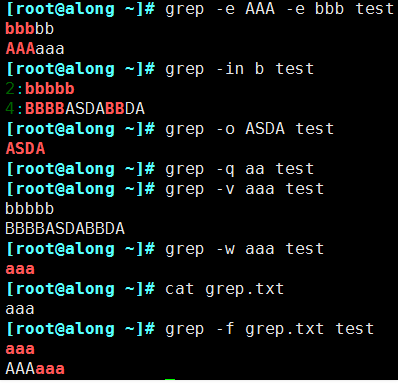 [root@along ~]# grep -e AAA -e bbb test
bbbbb
AAAaaa
[root@along ~]# grep -in b test
2:bbbbb
4:BBBBASDABBDA
[root@along ~]# grep -o ASDA test
ASDA
[root@along ~]# grep -q aa test
[root@along ~]# grep -v aaa test
bbbbb
BBBBASDABBDA
[root@along ~]# grep -w aaa test
aaa
[root@along ~]# cat grep.txt
aaa
[root@along ~]# grep -f grep.txt test
aaa
AAAaaa